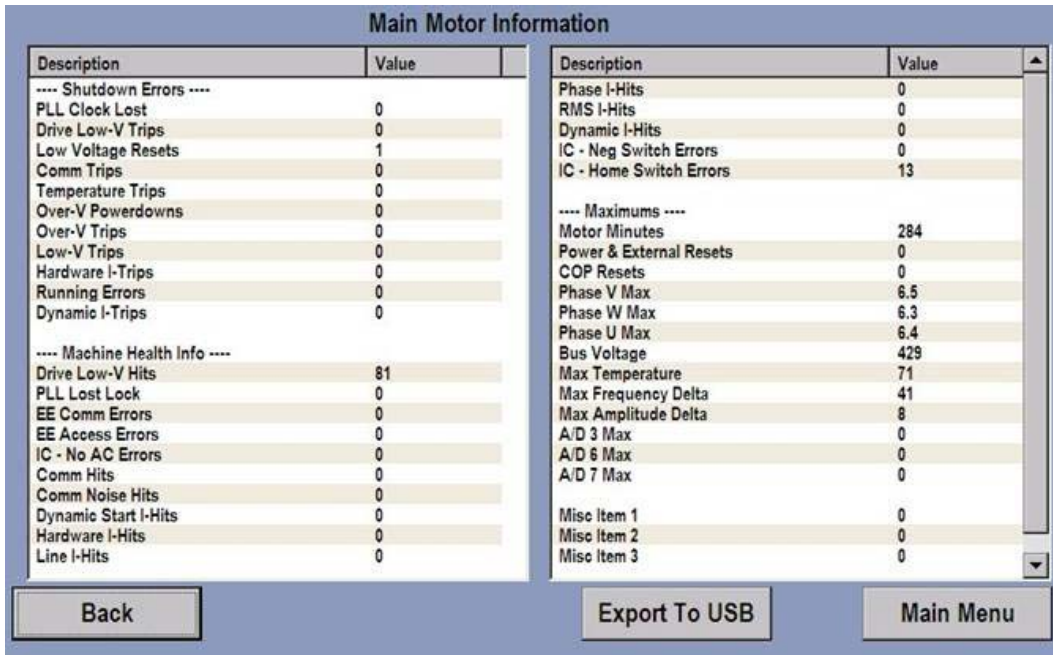 Main Motor Information
Description Value
---- Shutdown Errors ----
PLL Clock Lost 0
Drive Low-V Trips 0
Low Voltage Resets 1
Comm Trips 0
Temperature Trips 0
Over-V Powerdowns 0
Over-V Trips 0
Low-V Trips 0
Hardware I-Trips 0
Running Errors 0
Dynamic I-Trips 0
---- Machine Health Info ----
Drive Low-V Hits 81
PLL Lost Lock 0
EE Comm Errors 0
EE Access Errors 0
IC - No AC Errors 0
Comm Hits 0
Comm Noise Hits 0
Dynamic Start I-Hits 0
Hardware I-Hits 0
Line I-Hits 0
Description Value
Phase I-Hits 0
RMS I-Hits 0
Dynamic I-Hits 0
IC - Neg Switch Errors 0
IC - Home Switch Errors 13
---- Maximums ----
Motor Minutes 284
Power & External Resets 0
COP Resets 0
Phase V Max 6.5
Phase W Max 6.3
Phase U Max 6.4
Bus Voltage 429
Max Temperature 71
Max Frequency Delta 41
Max Amplitude Delta 8
A/D 3 Max 0
A/D 6 Max 0
A/D 7 Max 0
Misc Item 1 0
Misc Item 2 0
Misc Item 3 0
Back
Export To USB
Main Menu